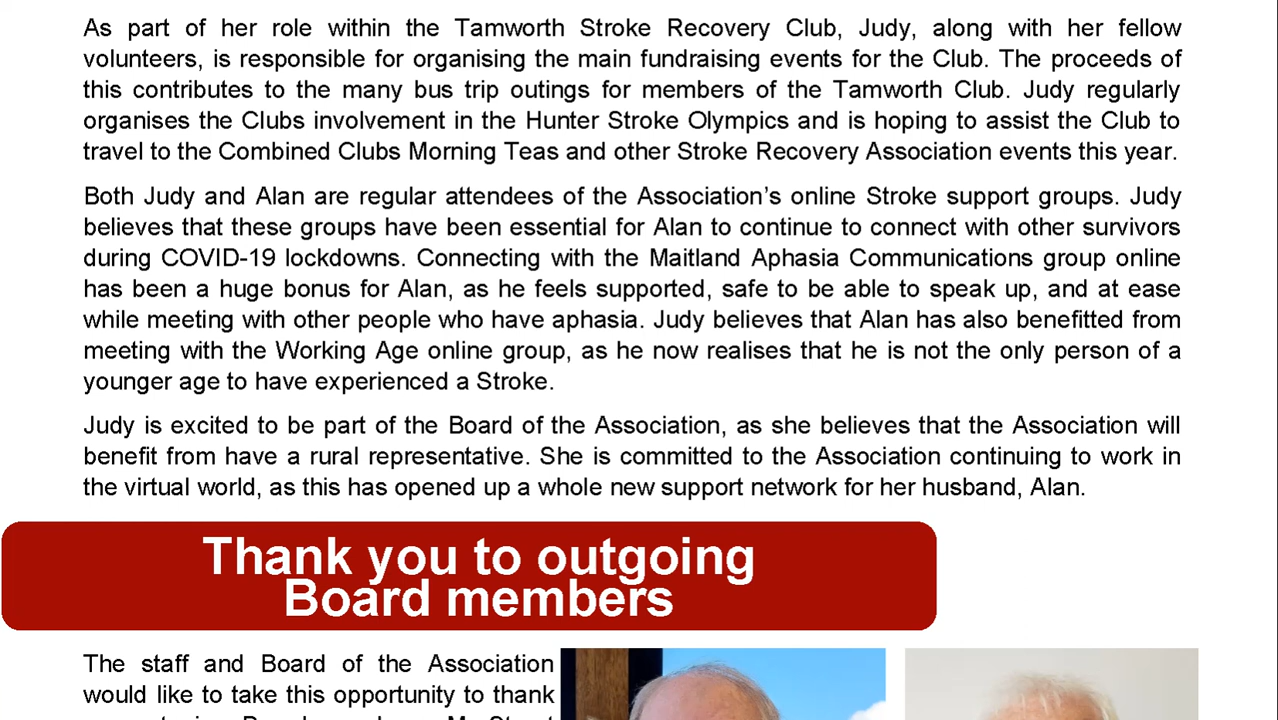 As part of her role within the Tamworth Stroke Recovery Club, Judy, along with her fellow
volunteers, is responsible for organising the main fundraising events for the Club. The proceeds of
this contributes to the many bus trip outings for members of the Tamworth Club. Judy regularly
organises the Clubs involvement in the Hunter Stroke Olympics and is hoping to assist the Club to
travel to the Combined Clubs Morning Teas and other Stroke Recovery Association events this year.
Both Judy and Alan are regular attendees of the Association’s online Stroke support groups. Judy
believes that these groups have been essential for Alan to continue to connect with other survivors
during COVID-19 lockdowns. Connecting with the Maitland Aphasia Communications group online
has been a huge bonus for Alan, as he feels supported, safe to be able to speak up, and at ease
while meeting with other people who have aphasia. Judy believes that Alan has also benefitted from
meeting with the Working Age online group, as he now realises that he is not the only person of a
younger age to have experienced a Stroke.
Judy is excited to be part of the Board of the Association, as she believes that the Association will
benefit from have a rural representative. She is committed to the Association continuing to work in
the virtual world, as this has opened up a whole new support network for her husband, Alan.
Thank you to outgoing
Board members
The staff and Board of the Association
would like to take this opportunity to thank